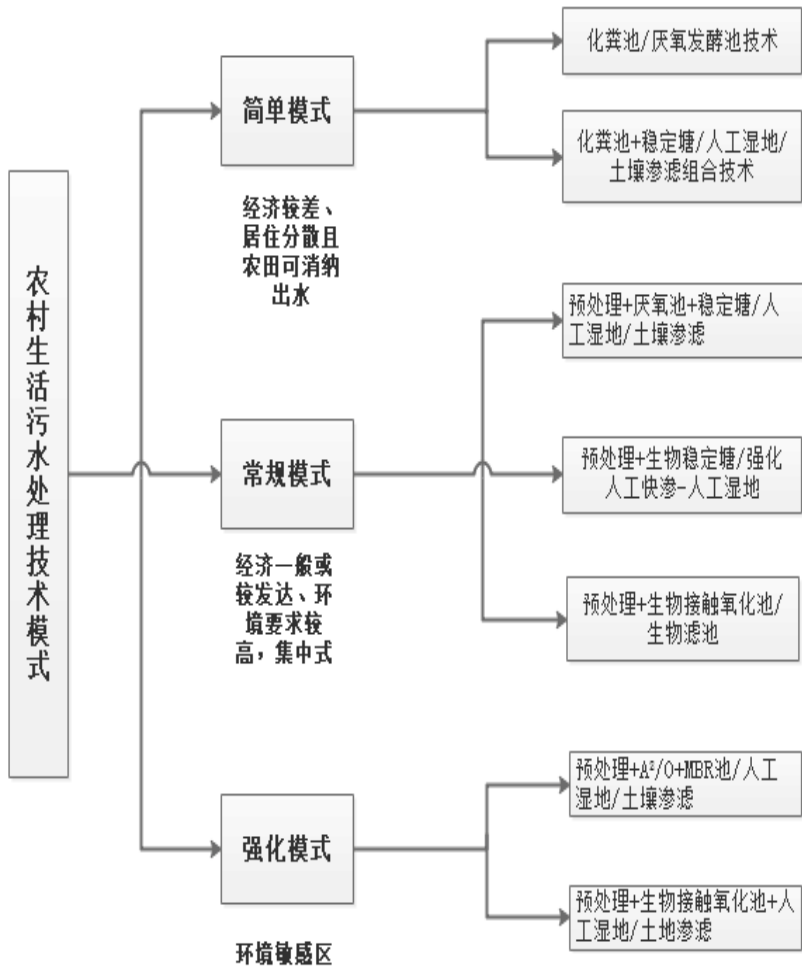 农村生活污水处理技术模式
简单模式
经济较差、
居住分散且
农田可消纳
出水
化粪池/厌氧发酵池技术
化粪池+稳定塘/人工湿地/
土壤渗滤组合技术
常规模式
经济一般或
较发达、环
境要求较
高，集中式
预处理+厌氧池+稳定塘/人
工湿地/土壤渗滤
预处理+生物稳定塘/强化
人工快渗-人工湿地
预处理+生物接触氧化池/
生物滤池
强化模式
环境敏感区
预处理+A²/O+MBR池/人工
湿地/土壤渗滤
预处理+生物接触氧化池+人
工湿地/土地渗滤